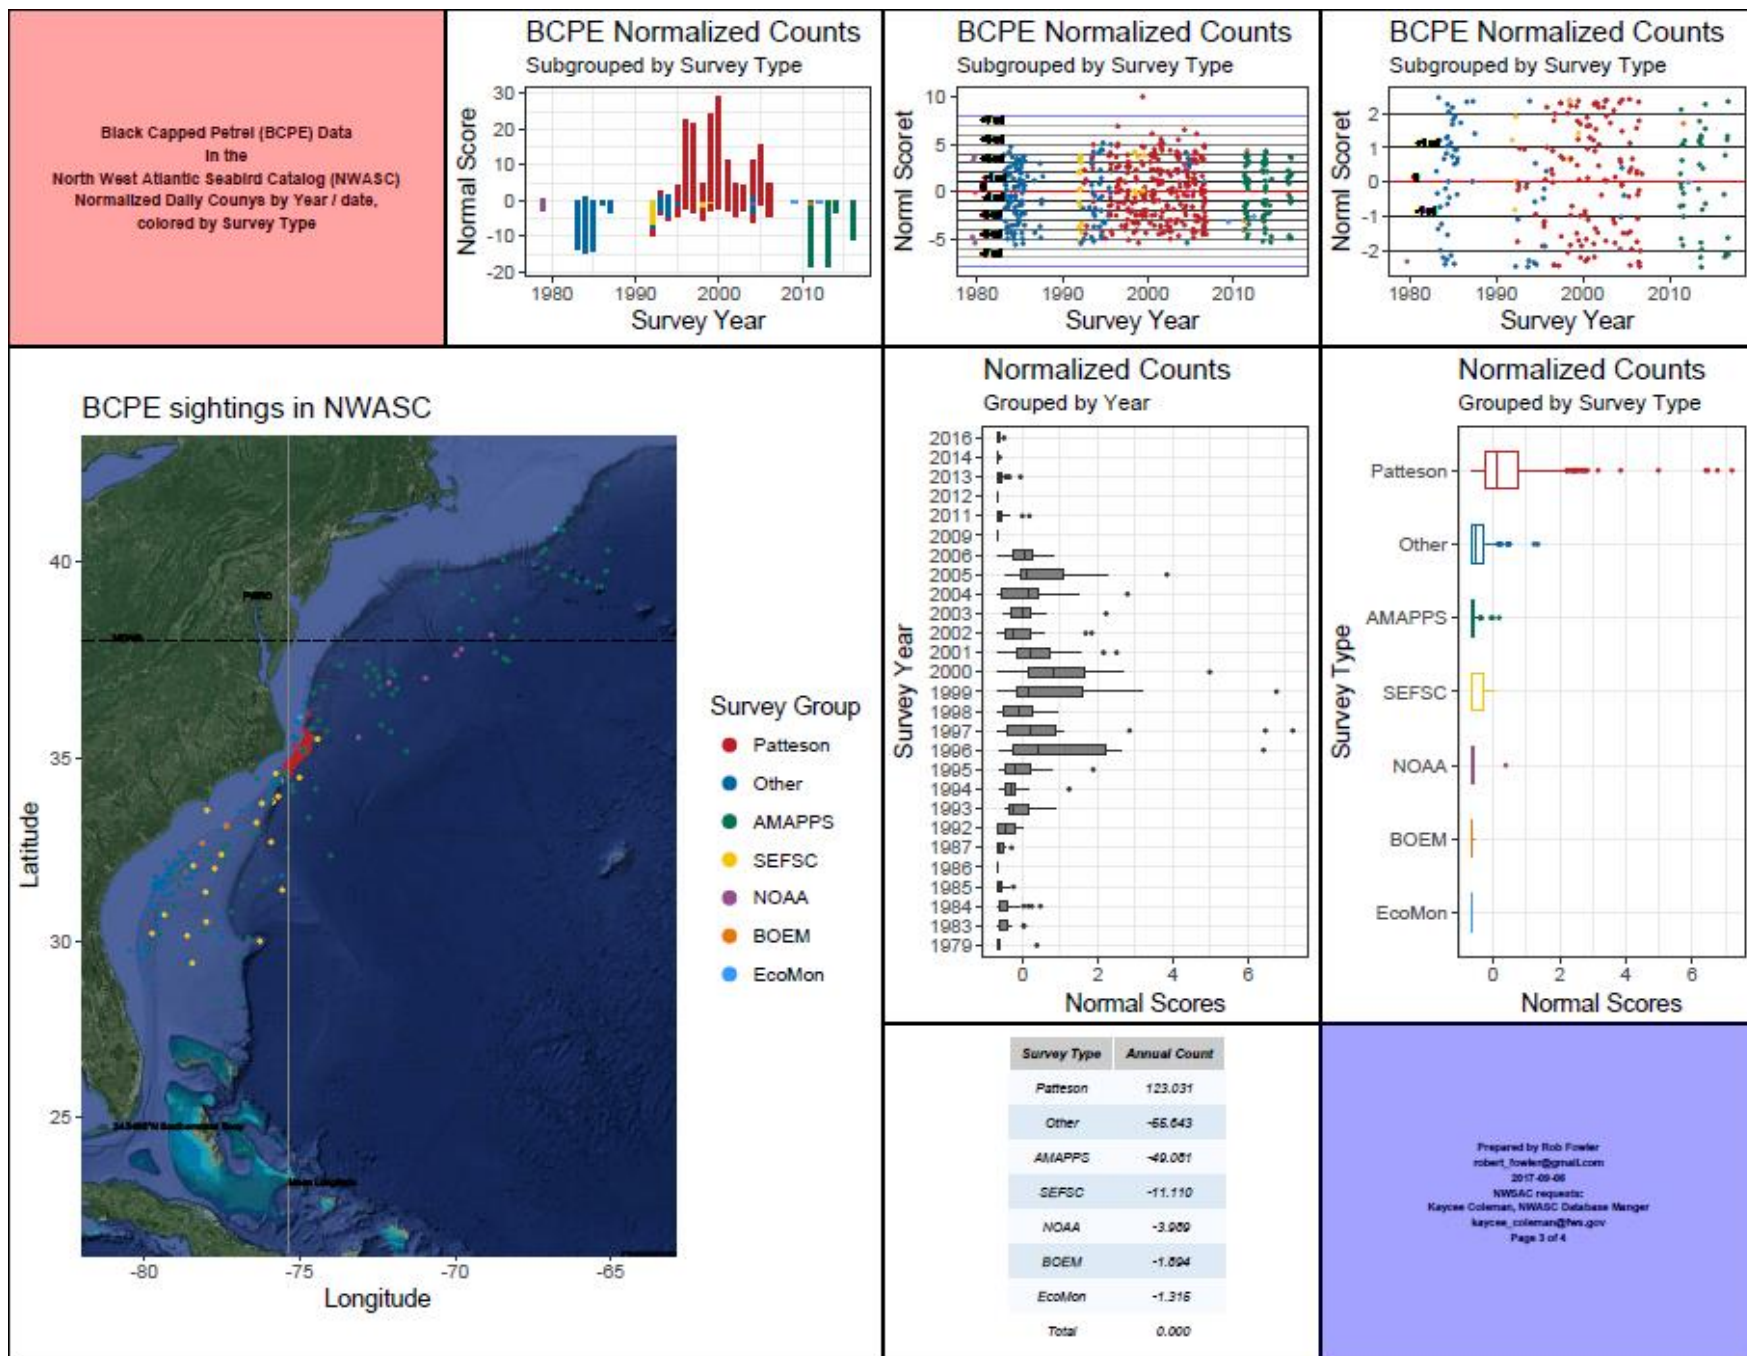 Black Capped Petrel (BCPE) Data
in the
North West Atlantic Seabird Catalog (NWASC)
Normalized Daily Counys by Year / date,
colored by Survey Type
BCPE Normalized Counts
Subgrouped by Survey Type
Normal Score
30
20
10
0
-10
-20
1980
1990
2000
2010
Survey Year
BCPE Normalized Counts
Subgrouped by Survey Type
Norml Scoret
10
5
0
-5
1980
1990
2000
2010
Survey Year
BCPE Normalized Counts
Subgrouped by Survey Type
Norml Scoret
2
1
0
-1
-2
1980
1990
2000
2010
Survey Year
BCPE sightings in NWASC
Latitude
40
35
30
25
-80
-75
-70
-65
Longitude
Survey Group
Patteson
Other
AMAPPS
SEFSC
NOAA
BOEM
EcoMon
Normalized Counts
Grouped by Year
Survey Year
2016
2014
2013
2012
2011
2009
2006
2005
2004
2003
2002
2001
2000
1999
1998
1997
1996
1995
1994
1993
1992
1987
1986
1985
1984
1983
1979
0
2
4
6
Normal Scores
Normalized Counts
Grouped by Survey Type
Survey Type
Patteson
Other
AMAPPS
SEFSC
NOAA
BOEM
EcoMon
0
2
4
6
Normal Scores
Survey Type Annual Count
Patteson 123.031
Other -55.643
AMAPPS -49.081
SEFSC -11.110
NOAA -3.989
BOEM -1.894
EcoMon -1.315
Total 0.000
Prepared by Rob Fowler
robert_fowler@gmail.com
2017-09-06
NWSAC requests:
Kaycee Coleman, NWASC Database Manger
kaycee_coleman@fws.gov
Page 3 of 4